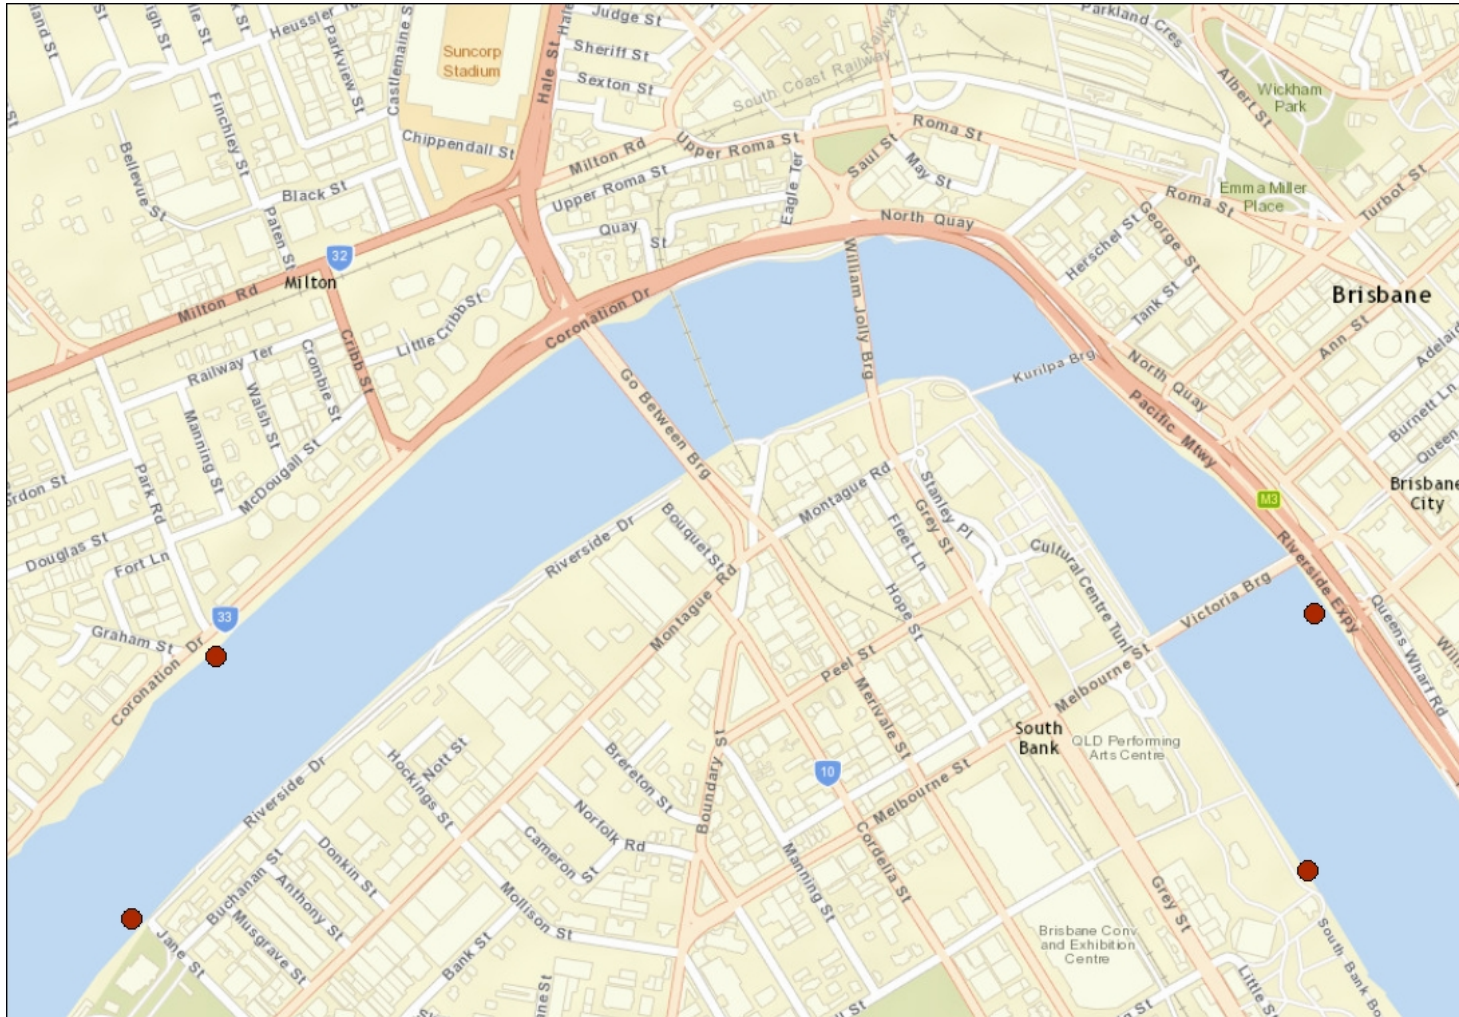 Heussler Te
Judge St
Parkland Cres
Sheriff St
Suncorp
Stadium
Castlemaine S
Parkview St
Hale St
Hale
Sexton St
Railway
South Coast Railway
Wickham
Park
Albert St
Finchley St
Bellevue St
Chippendall St
Milton Rd
Upper Roma St
Roma St
Saul St
May St
Black St
Upper Roma St
Eagle Ter
Emma Miller
Place
Roma St
Turbot St
Paten St
Quay
St
North Quay
George St
Herschel St
32
Milton
Milton Rd
Little Cribb St
Coronation Dr
William Jolly Brg
Tank St
Brisbane
Ann St
Adelaid
Railway Ter
Crombie St
Cribb St
Walsh St
Manning St
Go Between Brg
Kurilpa Brg
North Quay
Pacific Mtwy
Burnett Ln
Queen
McDougall St
Park Rd
ordon St
Montague Rd
Stanley Pl
Grey St
M3
Brisbane
City
Douglas St
Fort Ln
Riverside Dr
Bouquet St
Fleet Ln
Hope St
Cultural Centre Tunl
Riverside Expy
Victoria Brg
33
Graham St
Coronation Dr
Montague Rd
Peel St
Melbourne St
Queens Wharf Rd
Merivale St
South
Bank
QLD Performing
Arts Centre
Boundary St
10
Riverside Dr
Hockings St
Nott St
Brereton St
Norfolk Rd
Melbourne St
Cordelia St
Cameron St
Donkin St
Buchanan St
Anthony St
Musgrave St
Jane St
Mollison St
Bank St
Manning St
Grey St
Brisbane Conv
and Exhibition
Centre
Little St
South Bank Bo